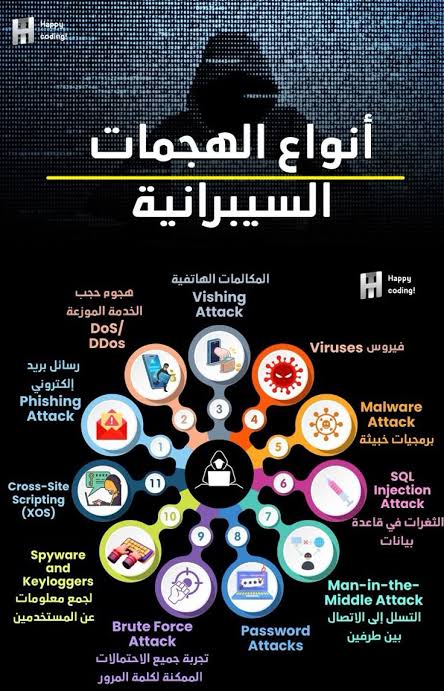 Happy
coding!
أنواع الهجمات
السيبرانية
Happy
coding!
المكالمات الهاتفية
Vishing
Attack
هجوم حجب
الخدمة الموزعة
DoS/
DDos
رسائل بريد
إلكتروني
Phishing
Attack
Viruses فيروس
Malware
Attack
برمجيات خبيثة
SQL
Injection
Attack
الثغرات في قاعدة
بيانات
Man-in-the-
Middle Attack
التسلل إلى الاتصال
بين طرفين
Password
Attacks
Brute Force
Attack
تجربة جميع الاحتمالات
الممكنة لكلمة المرور
Spyware
and
Keyloggers
لجمع معلومات
عن المستخدمين
Cross-Site
Scripting
(XOS)
1
2
3
4
5
6
7
8
9
10
11